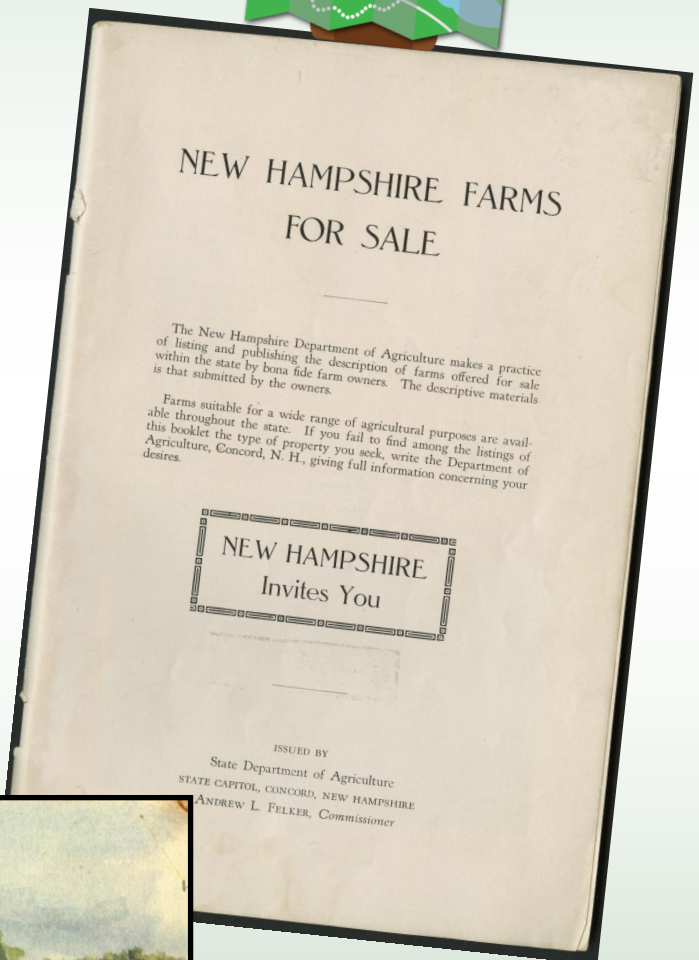 NEW HAMPSHIRE FARMS
FOR SALE
The New Hampshire Department of Agriculture makes a practice
of listing and publishing the description of farms offered for sale
within the state by bona fide farm owners. The descriptive materials
is that submitted by the owners.
Farms suitable for a wide range of agricultural purposes are avail-
able throughout the state. If you fail to find among the listings of
this booklet the type of property you seek, write the Department of
Agriculture, Concord, N. H., giving full information concerning your
desires.
NEW HAMPSHIRE
Invites You
ISSUED BY
State Department of Agriculture
STATE CAPITOL, CONCORD, NEW HAMPSHIRE
ANDREW L. FELKER, Commissioner